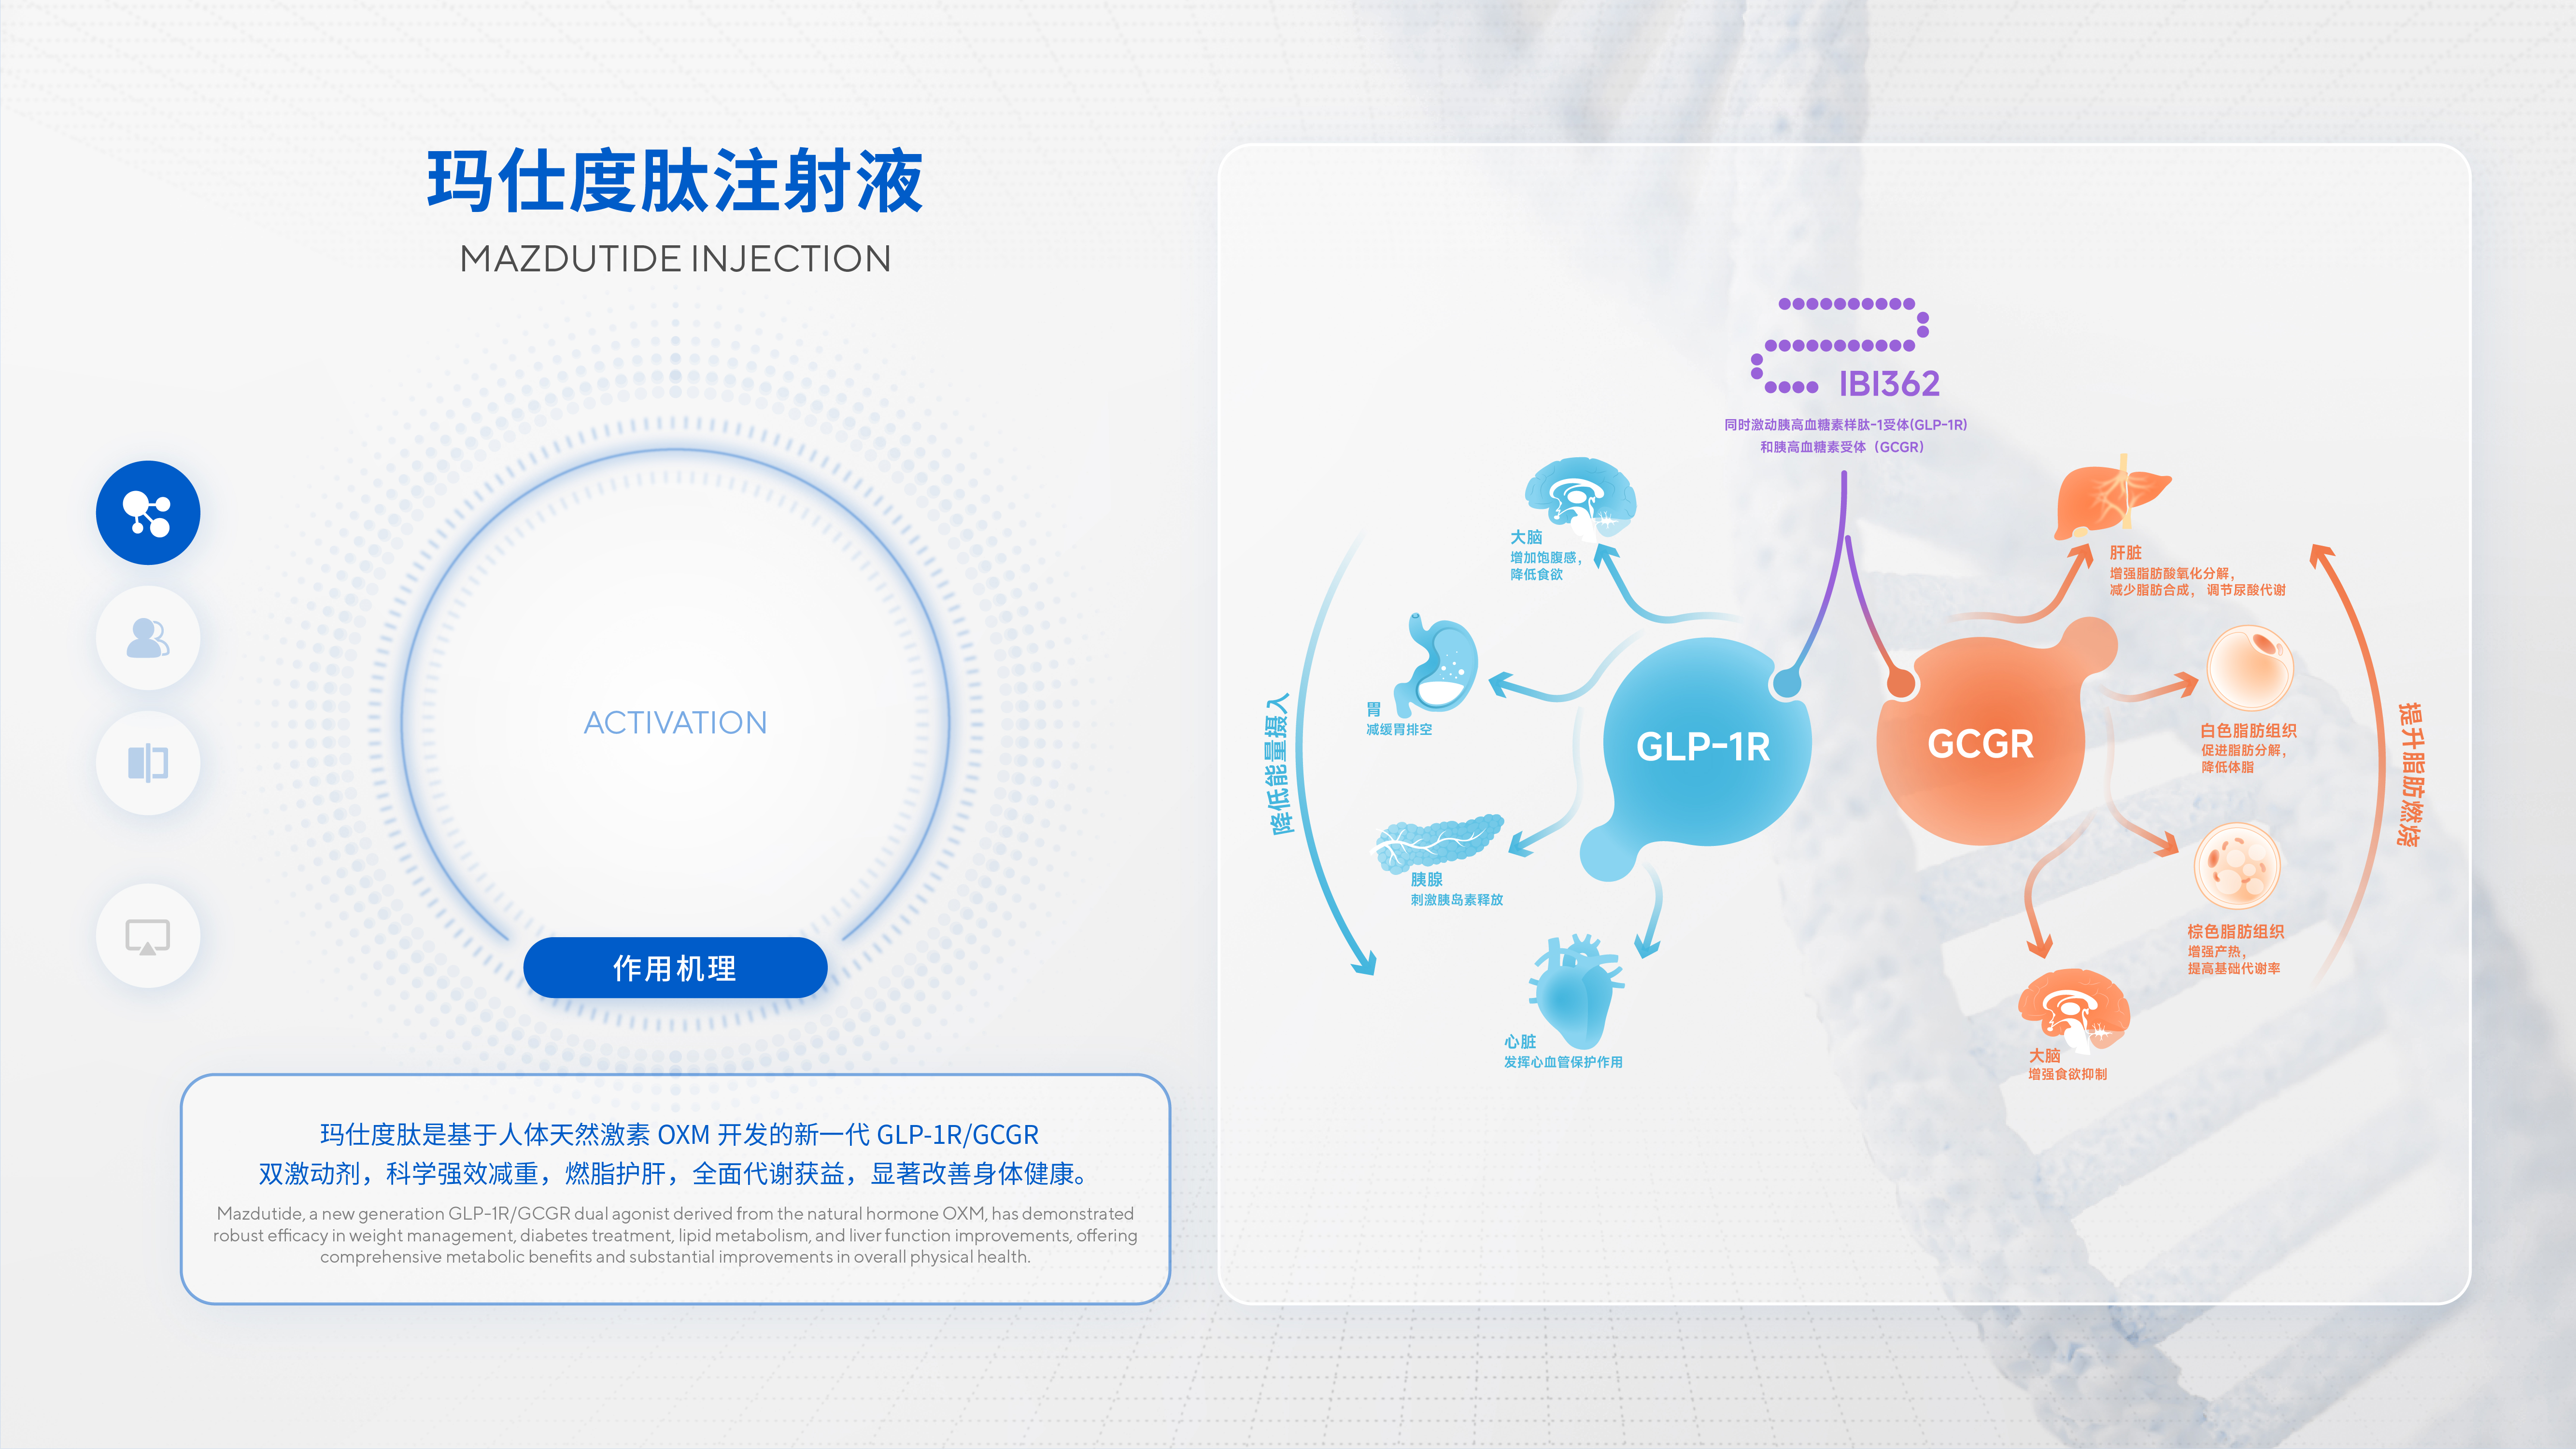 玛仕度肽注射液
MAZDUTIDE INJECTION
ACTIVATION
作用机理
玛仕度肽是基于人体天然激素 OXM 开发的新一代 GLP-1R/GCGR
双激动剂，科学强效减重，燃脂护肝，全面代谢获益，显著改善身体健康。
Mazdutide, a new generation GLP-1R/GCGR dual agonist derived from the natural hormone OXM, has demonstrated
robust efficacy in weight management, diabetes treatment, lipid metabolism, and liver function improvements, offering
comprehensive metabolic benefits and substantial improvements in overall physical health.
IBI362
同时激动胰高血糖素样肽-1受体(GLP-1R)
和胰高血糖素受体（GCGR）
降低能量摄入
大脑
增加饱腹感，
降低食欲
胃
减缓胃排空
胰腺
刺激胰岛素释放
心脏
发挥心血管保护作用
GLP-1R
GCGR
肝脏
增强脂肪酸氧化分解，
减少脂肪合成， 调节尿酸代谢
白色脂肪组织
促进脂肪分解，
降低体脂
棕色脂肪组织
增强产热，
提高基础代谢率
大脑
增强食欲抑制
提升脂肪燃烧